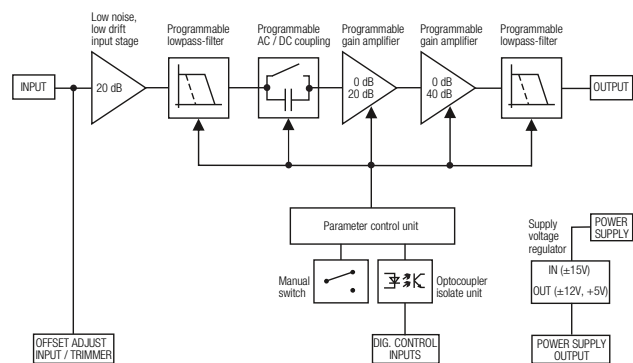 Low noise,
low drift
input stage
Programmable
lowpass-filter
Programmable
AC / DC coupling
Programmable
gain amplifier
Programmable
gain amplifier
Programmable
lowpass-filter
INPUT
20 dB
0 dB
20 dB
0 dB
40 dB
OUTPUT
Parameter control unit
Manual
switch
Optocoupler
isolate unit
Supply
voltage
regulator
POWER
SUPPLY
IN (±15V)
OUT (±12V, +5V)
OFFSET ADJUST
INPUT / TRIMMER
DIG. CONTROL
INPUTS
POWER SUPPLY
OUTPUT